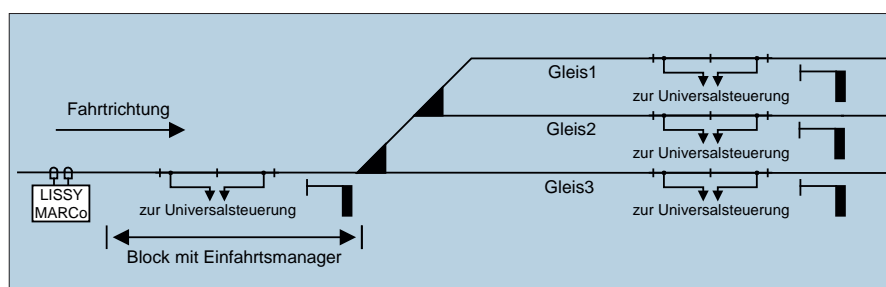 Gleis1
zur Universalsteuerung
Fahrtrichtung
Gleis2
zur Universalsteuerung
LISSY
MARCo
zur Universalsteuerung
Gleis3
zur Universalsteuerung
Block mit Einfahrtsmanager